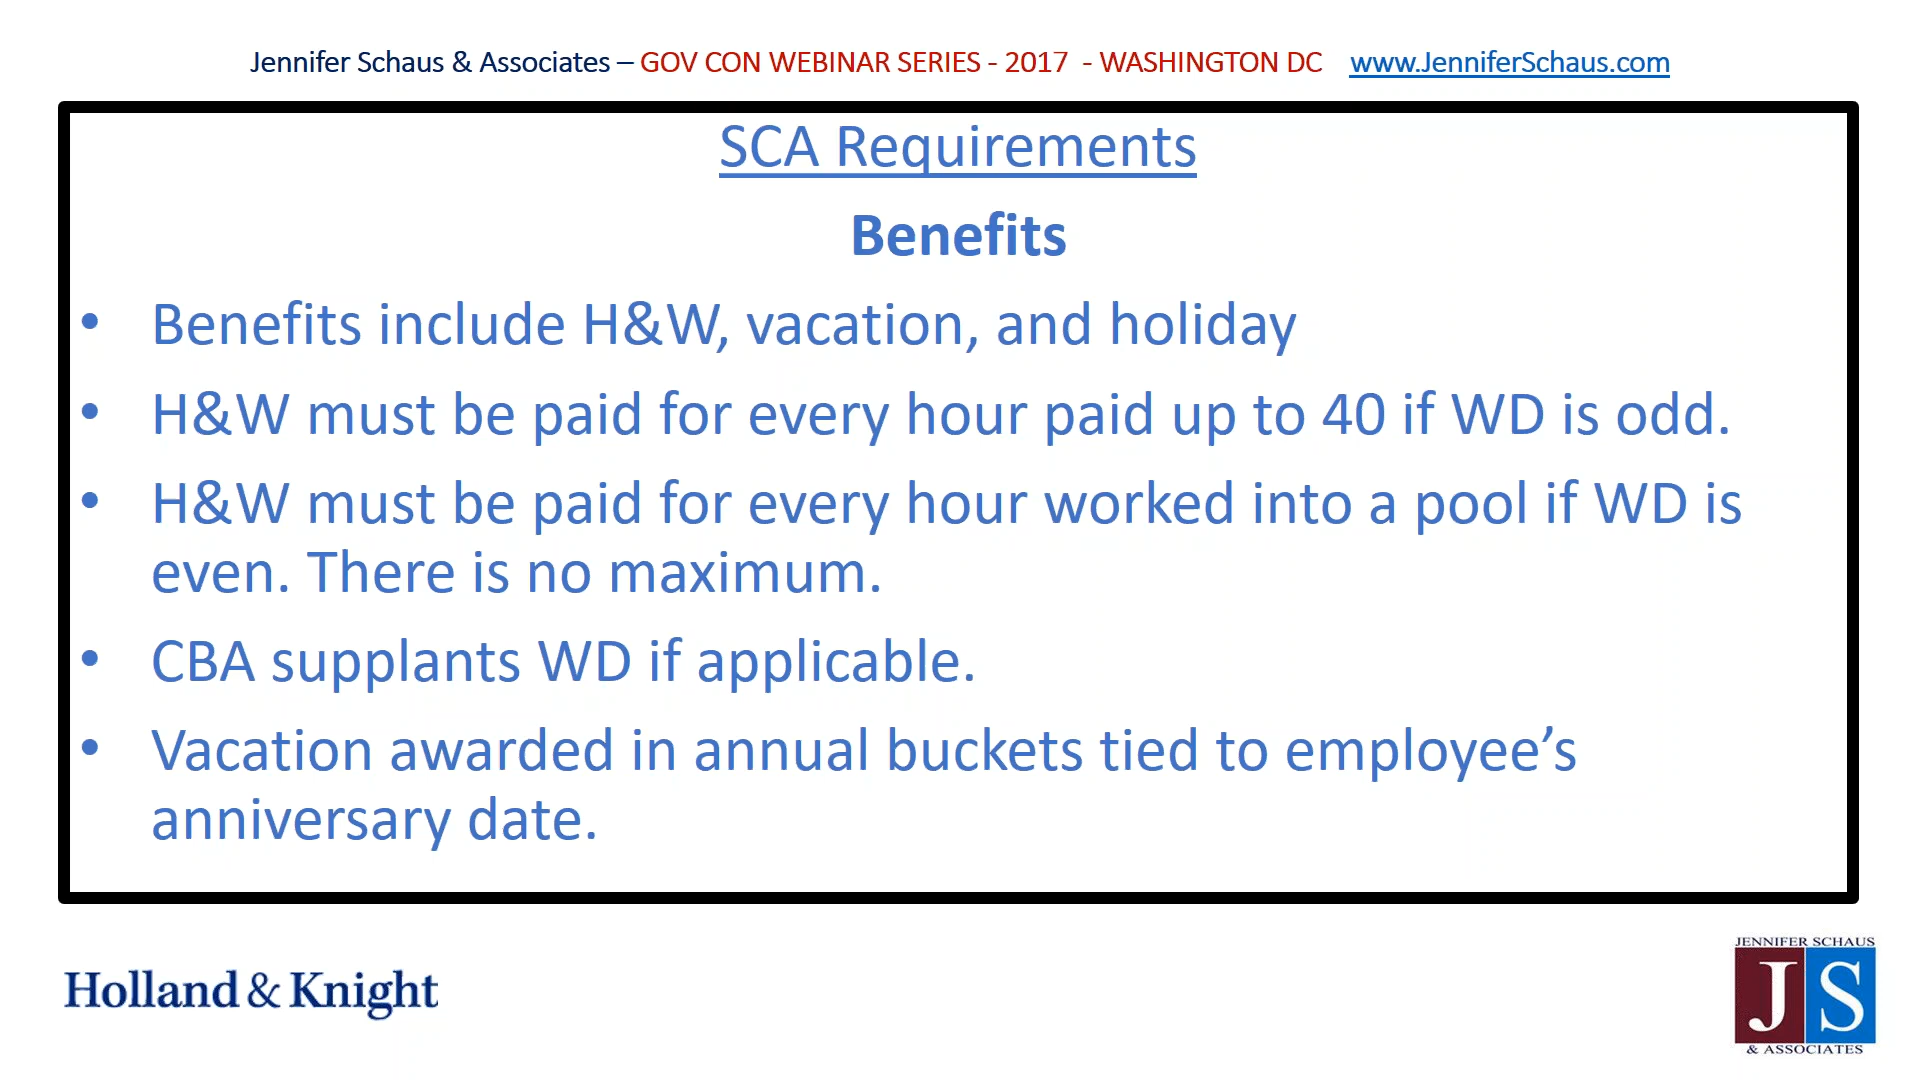 Jennifer Schaus & Associates – GOV CON WEBINAR SERIES - 2017 - WASHINGTON DC www.JenniferSchaus.com
SCA Requirements
Benefits
• Benefits include H&W, vacation, and holiday
• H&W must be paid for every hour paid up to 40 if WD is odd.
• H&W must be paid for every hour worked into a pool if WD is
even. There is no maximum.
• CBA supplants WD if applicable.
• Vacation awarded in annual buckets tied to employee’s
anniversary date.
Holland & Knight
JENNIFER SCHAUS
JS
& ASSOCIATES